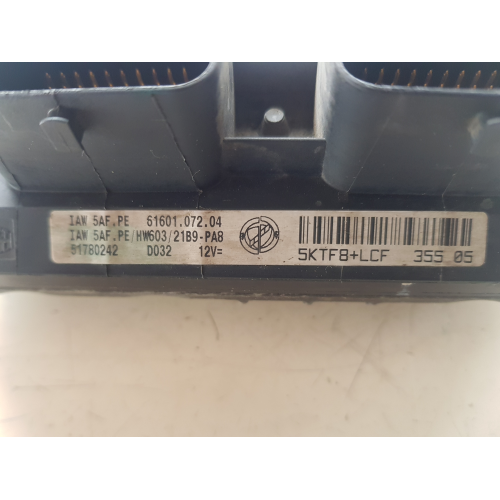 IAW 5AF.PE 61601.072.04
IAW 5AF.PE/HW603/21B9-PA8
51780242 D032 12V=
5KTF8+LCF 355 05